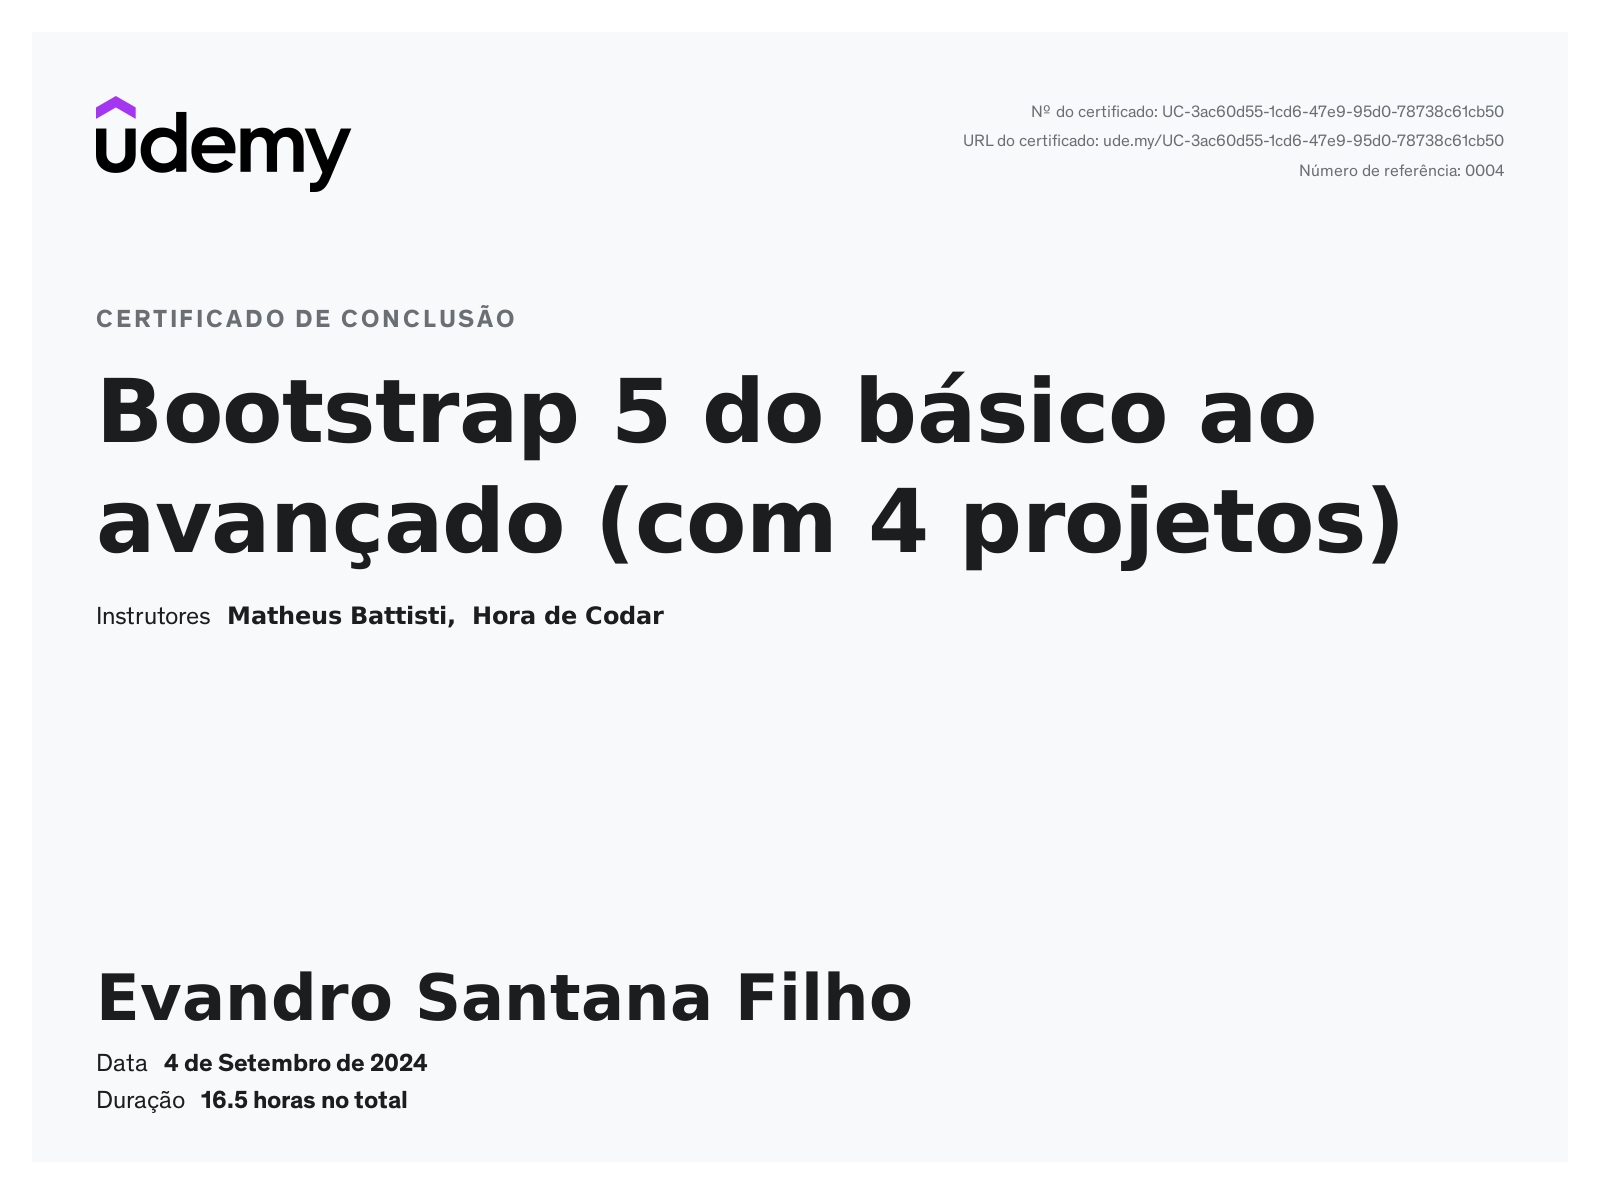 udemy
Nº do certificado: UC-3ac60d55-1cd6-47e9-95d0-78738c61cb50
URL do certificado: ude.my/UC-3ac60d55-1cd6-47e9-95d0-78738c61cb50
Número de referência: 0004
CERTIFICADO DE CONCLUSÃO
Bootstrap 5 do básico ao
avançado (com 4 projetos)
Instrutores Matheus Battisti, Hora de Codar
Evandro Santana Filho
Data 4 de Setembro de 2024
Duração 16.5 horas no total